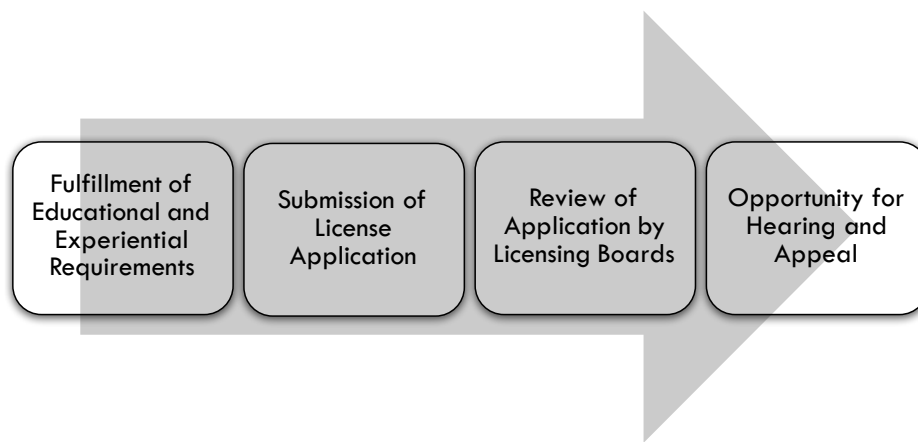 Fulfillment of
Educational and
Experiential
Requirements
Submission of
License
Application
Review of
Application by
Licensing Boards
Opportunity for
Hearing and
Appeal